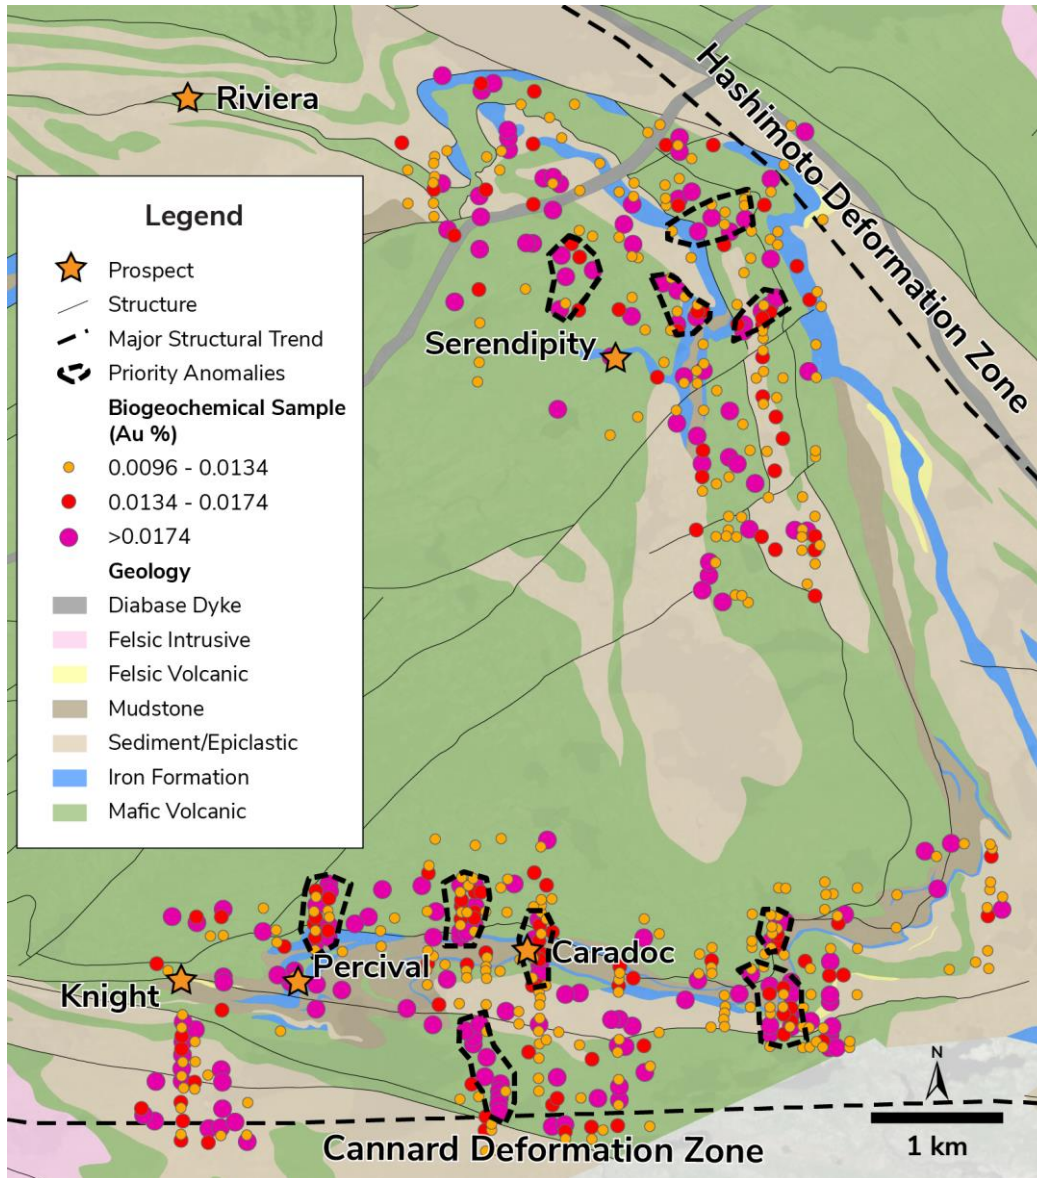 Hashimoto Deformation Zone
Riviera
Legend
Prospect
Structure
Major Structural Trend
Priority Anomalies
Biogeochemical Sample
(Au %)
0.0096 - 0.0134
0.0134 - 0.0174
>0.0174
Geology
Diabase Dyke
Felsic Intrusive
Felsic Volcanic
Mudstone
Sediment/Epiclastic
Iron Formation
Mafic Volcanic
Serendipity
Caradoc
Percival
Knight
N
1 km
Cannard Deformation Zone